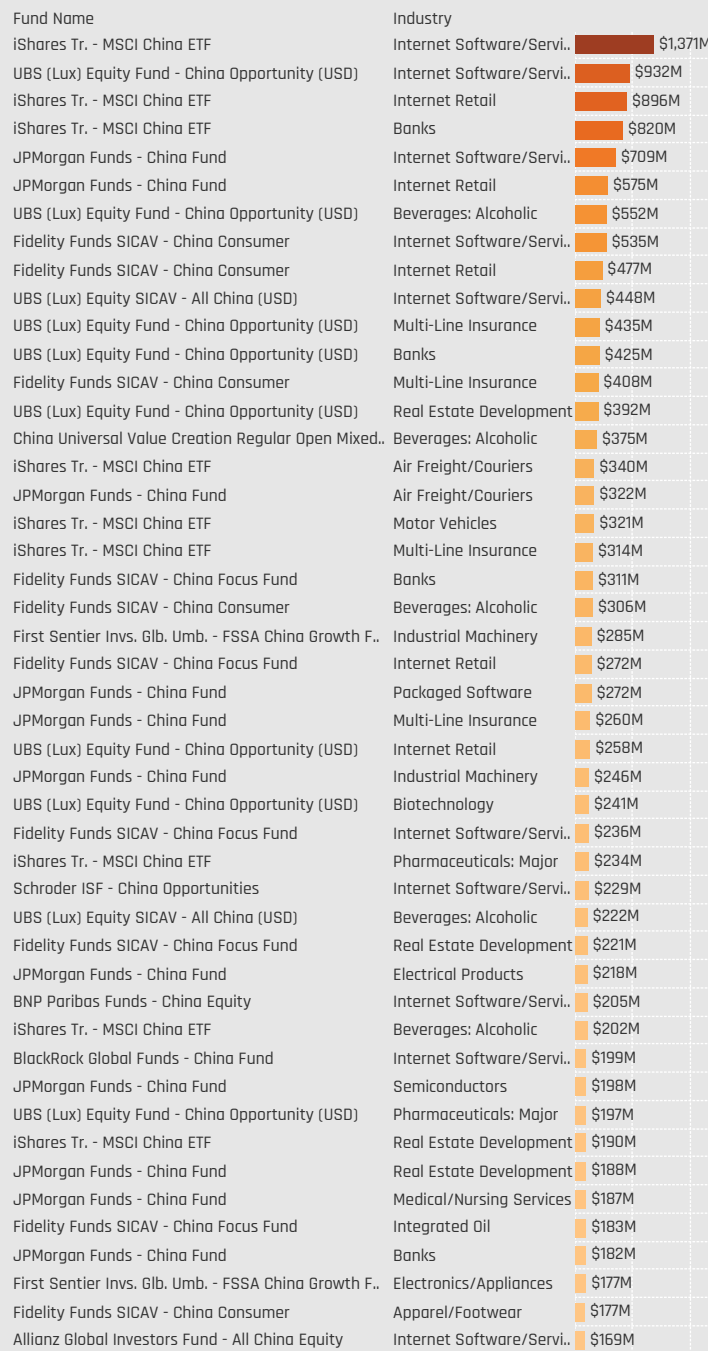 Fund Name Industry
iShares Tr. - MSCI China ETF Internet Software/Servi.. $1,371M
UBS (Lux) Equity Fund - China Opportunity (USD) Internet Software/Servi.. $932M
iShares Tr. - MSCI China ETF Internet Retail $896M
iShares Tr. - MSCI China ETF Banks $820M
JPMorgan Funds - China Fund Internet Software/Servi.. $709M
JPMorgan Funds - China Fund Internet Retail $575M
UBS (Lux) Equity Fund - China Opportunity (USD) Beverages: Alcoholic $552M
Fidelity Funds SICAV - China Consumer Internet Software/Servi.. $535M
Fidelity Funds SICAV - China Consumer Internet Retail $477M
UBS (Lux) Equity SICAV - All China (USD) Internet Software/Servi.. $448M
UBS (Lux) Equity Fund - China Opportunity (USD) Multi-Line Insurance $435M
UBS (Lux) Equity Fund - China Opportunity (USD) Banks $425M
Fidelity Funds SICAV - China Consumer Multi-Line Insurance $408M
UBS (Lux) Equity Fund - China Opportunity (USD) Real Estate Development $392M
China Universal Value Creation Regular Open Mixed.. Beverages: Alcoholic $375M
iShares Tr. - MSCI China ETF Air Freight/Couriers $340M
JPMorgan Funds - China Fund Air Freight/Couriers $322M
iShares Tr. - MSCI China ETF Motor Vehicles $321M
iShares Tr. - MSCI China ETF Multi-Line Insurance $314M
Fidelity Funds SICAV - China Focus Fund Banks $311M
Fidelity Funds SICAV - China Consumer Beverages: Alcoholic $306M
First Sentier Invs. Glb. Umb. - FSSA China Growth F.. Industrial Machinery $285M
Fidelity Funds SICAV - China Focus Fund Internet Retail $272M
JPMorgan Funds - China Fund Packaged Software $272M
JPMorgan Funds - China Fund Multi-Line Insurance $260M
UBS (Lux) Equity Fund - China Opportunity (USD) Internet Retail $258M
JPMorgan Funds - China Fund Industrial Machinery $246M
UBS (Lux) Equity Fund - China Opportunity (USD) Biotechnology $241M
Fidelity Funds SICAV - China Focus Fund Internet Software/Servi.. $236M
iShares Tr. - MSCI China ETF Pharmaceuticals: Major $234M
Schroder ISF - China Opportunities Internet Software/Servi.. $229M
UBS (Lux) Equity SICAV - All China (USD) Beverages: Alcoholic $222M
Fidelity Funds SICAV - China Focus Fund Real Estate Development $221M
JPMorgan Funds - China Fund Electrical Products $218M
BNP Paribas Funds - China Equity Internet Software/Servi.. $205M
iShares Tr. - MSCI China ETF Beverages: Alcoholic $202M
BlackRock Global Funds - China Fund Internet Software/Servi.. $199M
JPMorgan Funds - China Fund Semiconductors $198M
UBS (Lux) Equity Fund - China Opportunity (USD) Pharmaceuticals: Major $197M
iShares Tr. - MSCI China ETF Real Estate Development $190M
JPMorgan Funds - China Fund Real Estate Development $188M
JPMorgan Funds - China Fund Medical/Nursing Services $187M
Fidelity Funds SICAV - China Focus Fund Integrated Oil $183M
JPMorgan Funds - China Fund Banks $182M
First Sentier Invs. Glb. Umb. - FSSA China Growth F.. Electronics/Appliances $177M
Fidelity Funds SICAV - China Consumer Apparel/Footwear $177M
Allianz Global Investors Fund - All China Equity Internet Software/Servi.. $169M